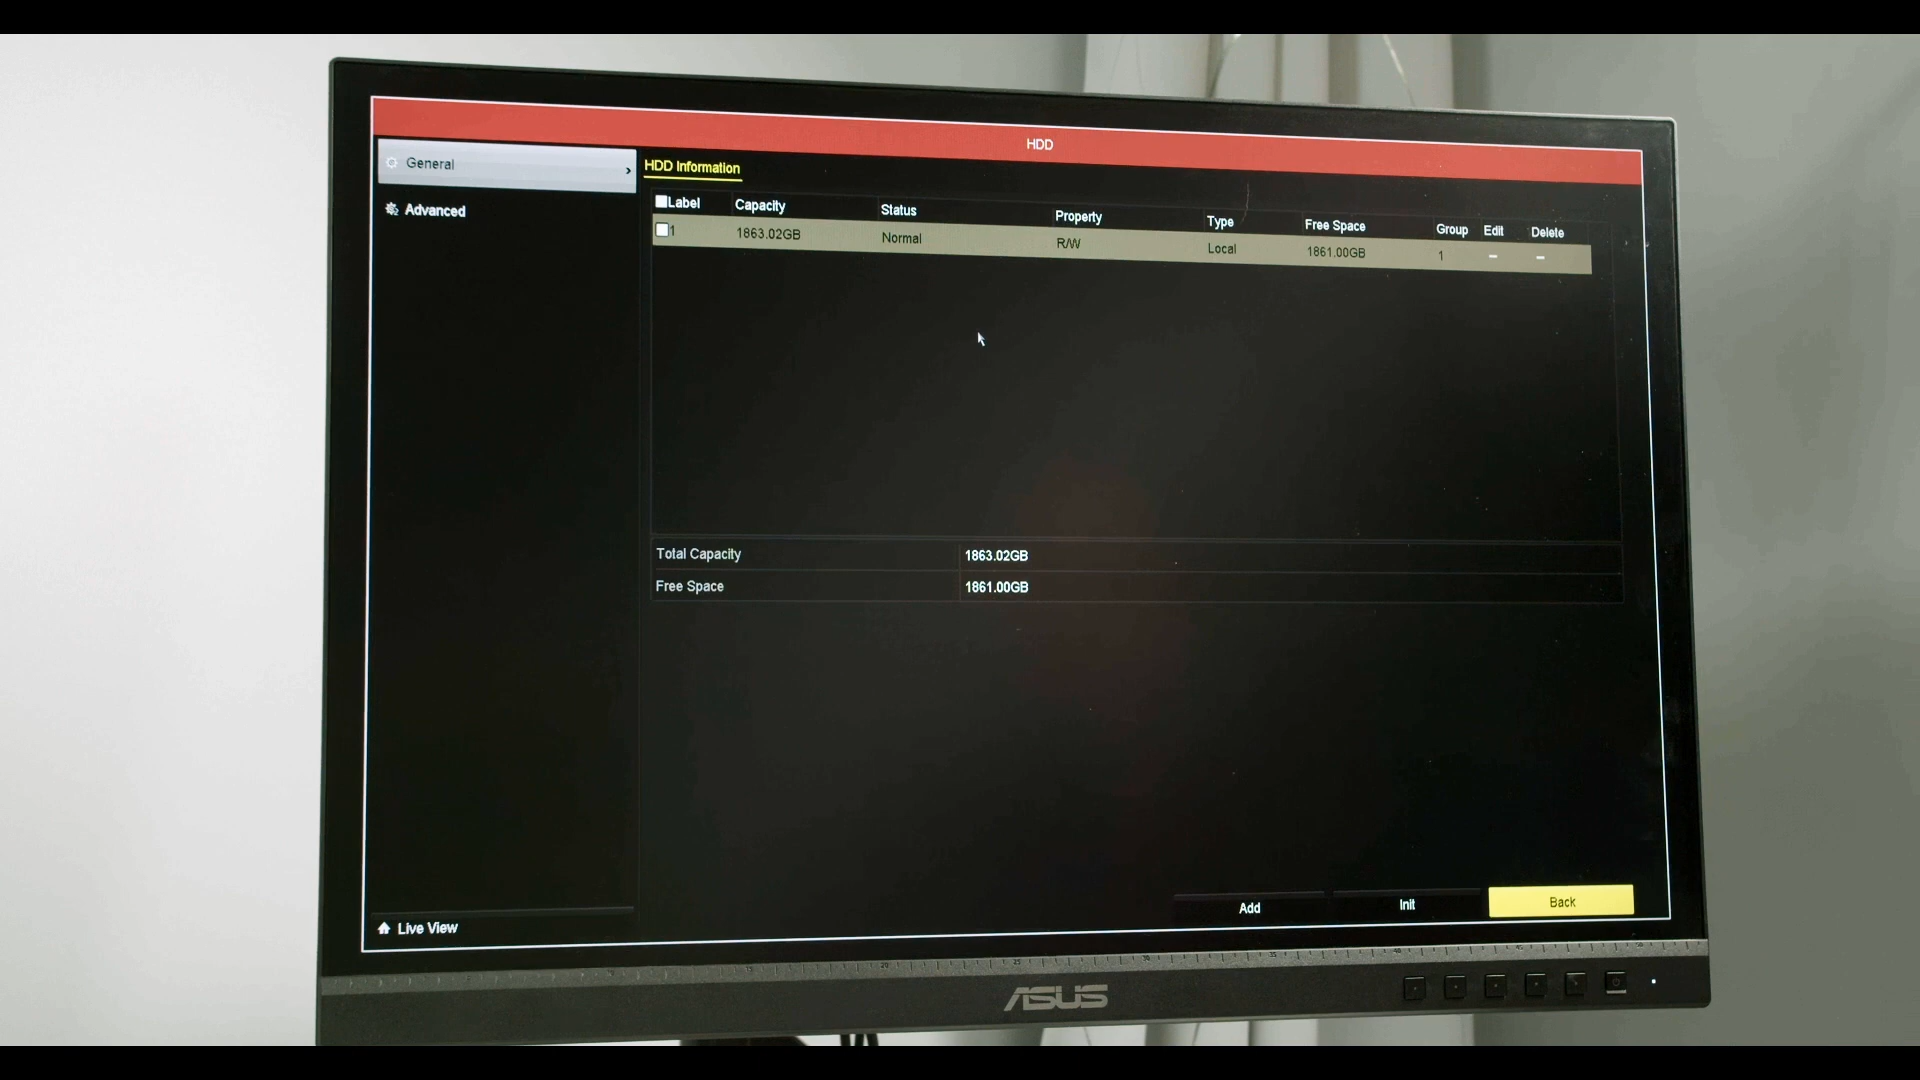 HDD
General
Advanced
HDD Information
Label Capacity Status Property Type Free Space Group Edit Delete
1 1863.02GB Normal R/W Local 1861.00GB 1 – –
Total Capacity 1863.02GB
Free Space 1861.00GB
Add Init Back
Live View
ASUS